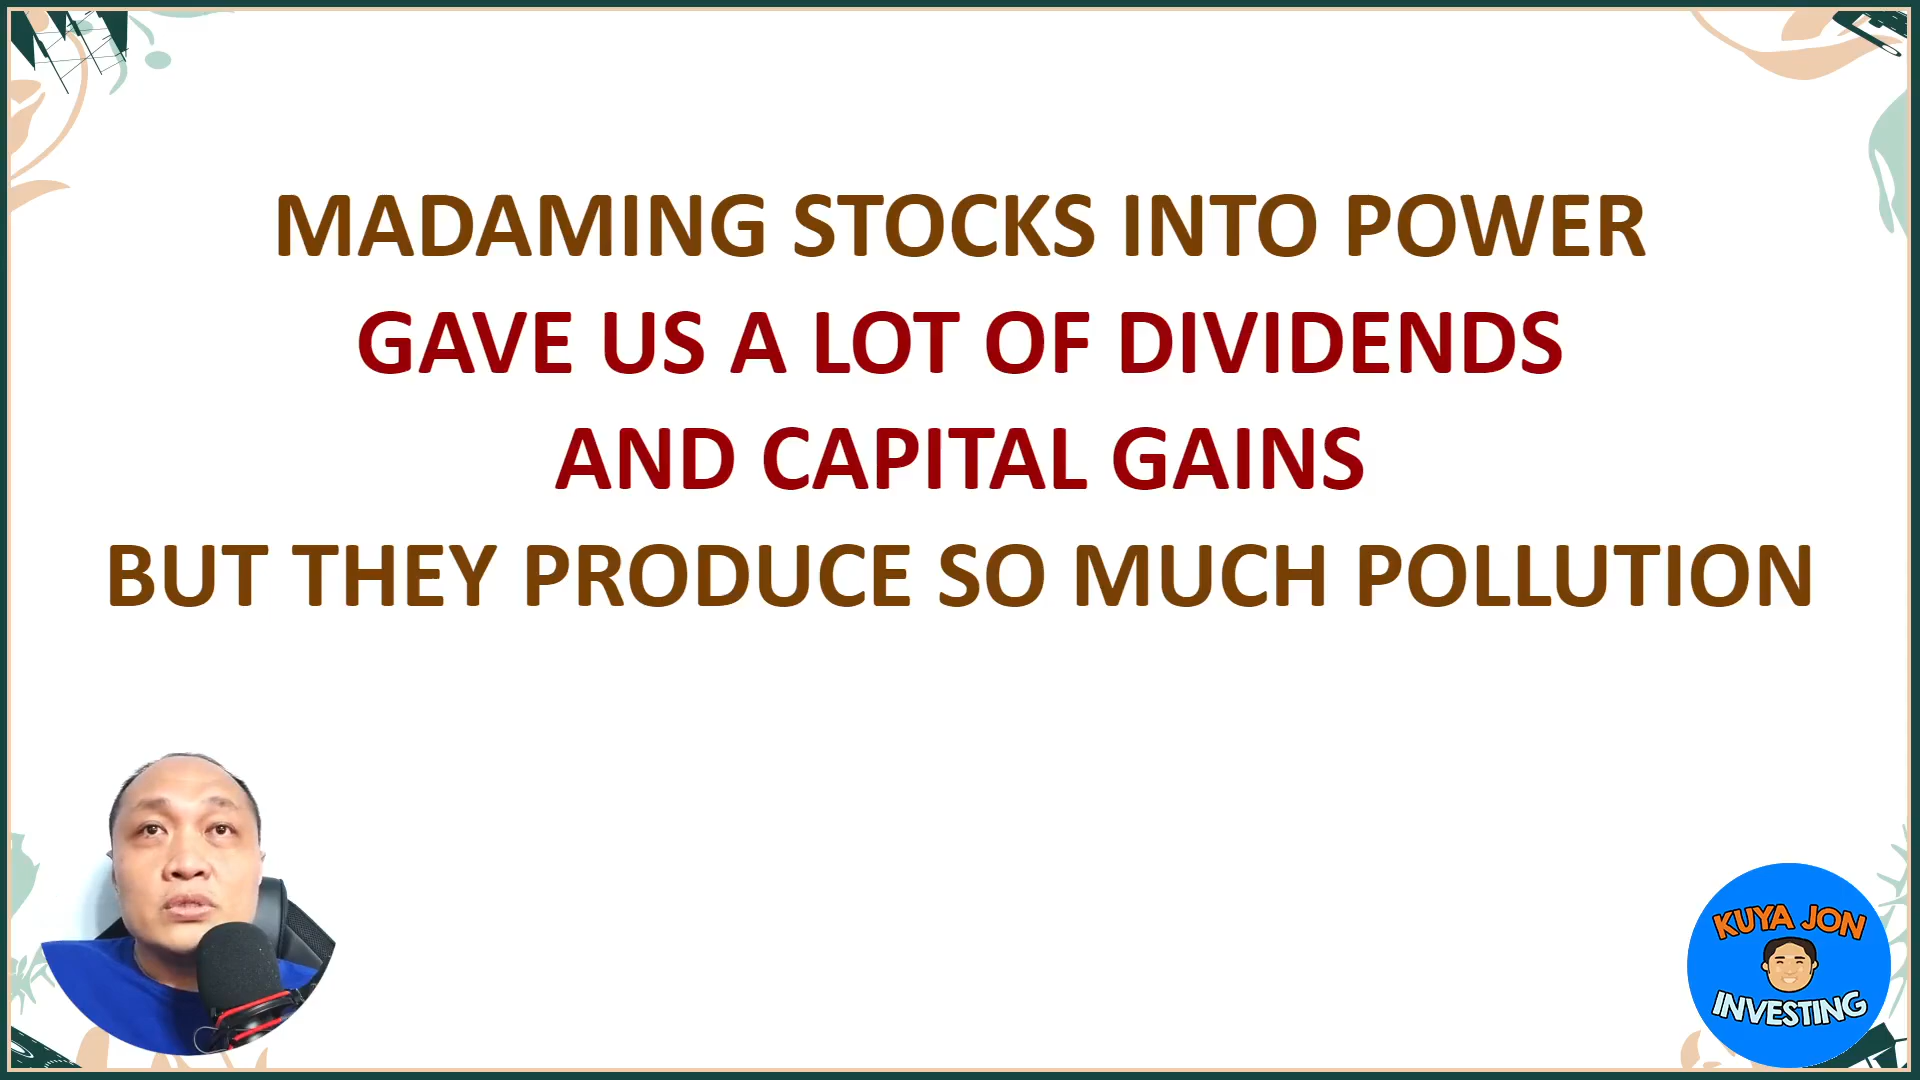 MADAMING STOCKS INTO POWER
GAVE US A LOT OF DIVIDENDS
AND CAPITAL GAINS
BUT THEY PRODUCE SO MUCH POLLUTION
KUYA JON
INVESTING